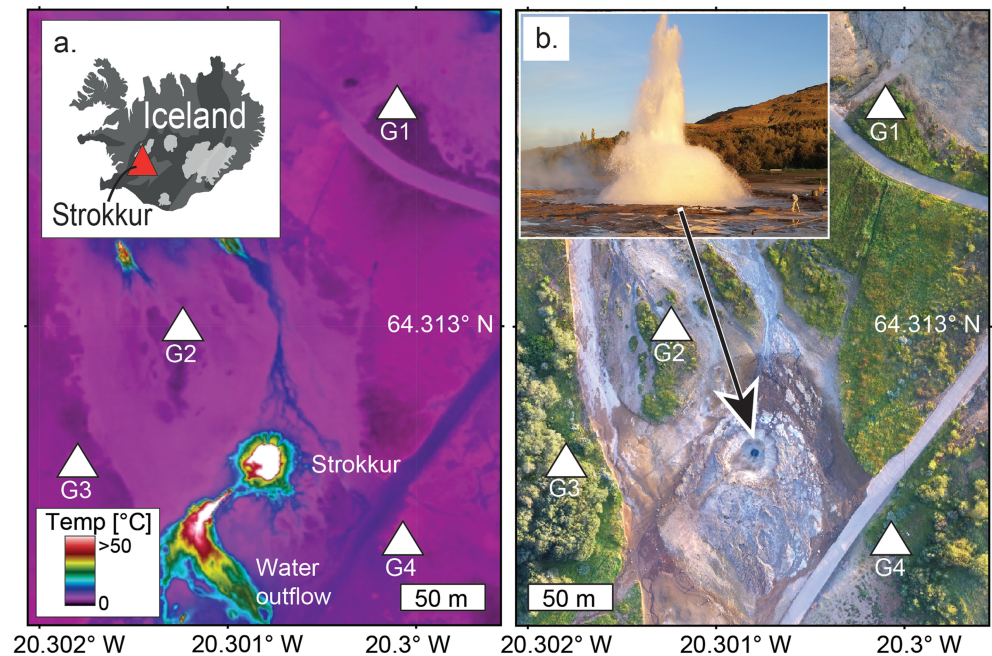 a.
Iceland
Strokkur
G1
64.313° N
G2
Strokkur
G3
G4
Temp [°C]
>50
0
Water
outflow
50 m
20.302° W
20.301° W
20.3° W
b.
G1
64.313° N
G2
G3
G4
50 m
20.302° W
20.301° W
20.3° W